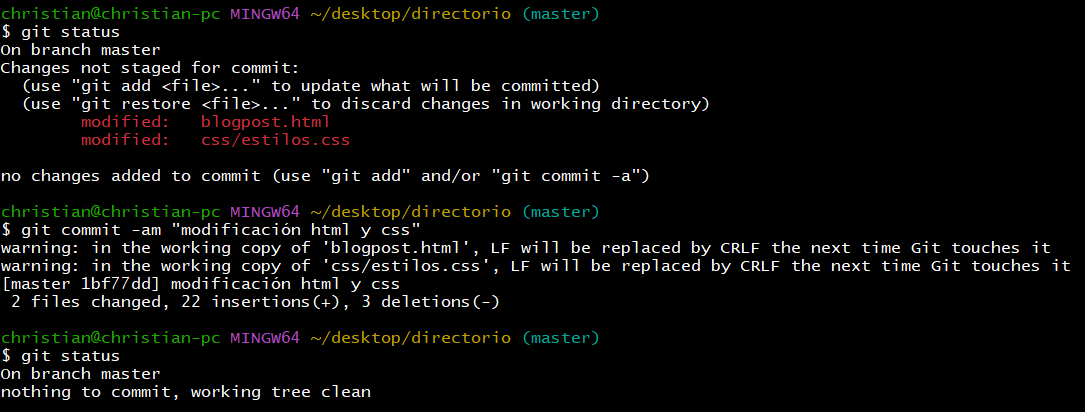 christian@christian-pc MINGW64 ~/desktop/directorio (master)
$ git status
On branch master
Changes not staged for commit:
  (use "git add <file>..." to update what will be committed)
  (use "git restore <file>..." to discard changes in working directory)
        modified:   blogpost.html
        modified:   css/estilos.css

no changes added to commit (use "git add" and/or "git commit -a")

christian@christian-pc MINGW64 ~/desktop/directorio (master)
$ git commit -am "modificación html y css"
warning: in the working copy of 'blogpost.html', LF will be replaced by CRLF the next time Git touches it
warning: in the working copy of 'css/estilos.css', LF will be replaced by CRLF the next time Git touches it
[master 1bf77dd] modificación html y css
 2 files changed, 22 insertions(+), 3 deletions(-)

christian@christian-pc MINGW64 ~/desktop/directorio (master)
$ git status
On branch master
nothing to commit, working tree clean